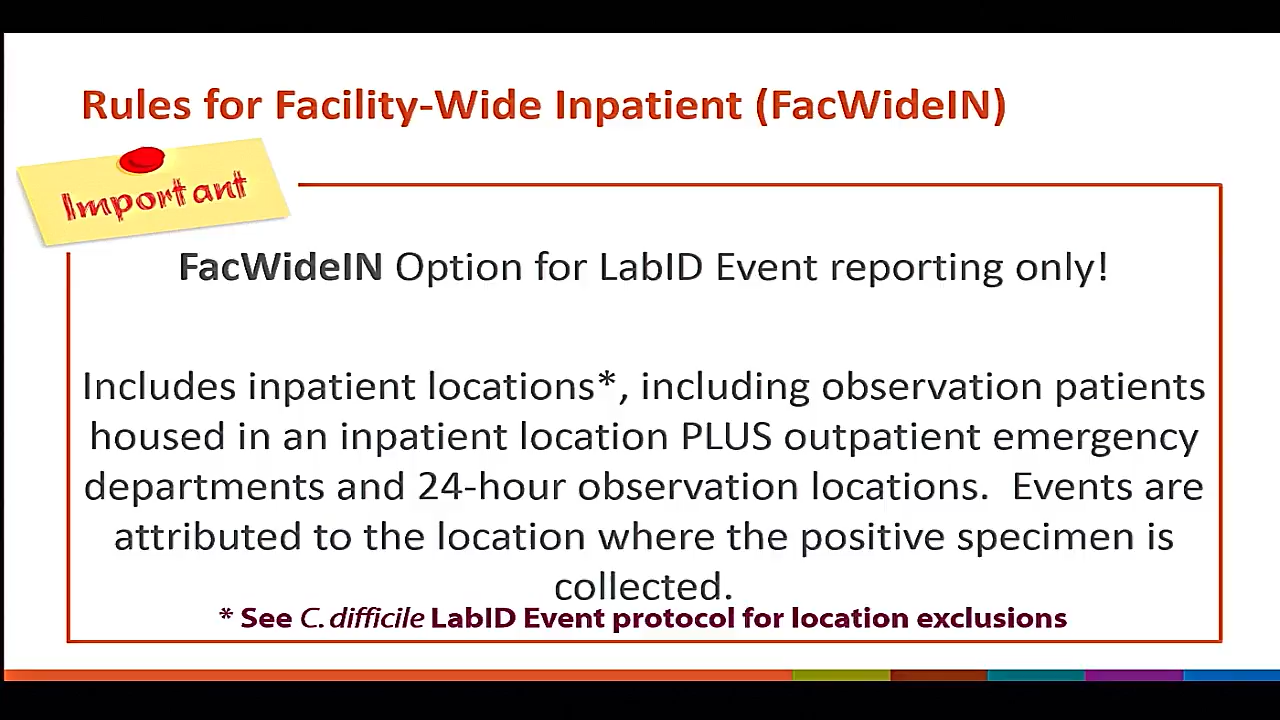 Rules for Facility-Wide Inpatient (FacWideIN)
Important
FacWideIN Option for LabID Event reporting only!
Includes inpatient locations*, including observation patients
housed in an inpatient location PLUS outpatient emergency
departments and 24-hour observation locations.  Events are
attributed to the location where the positive specimen is
collected.
* See C. difficile LabID Event protocol for location exclusions